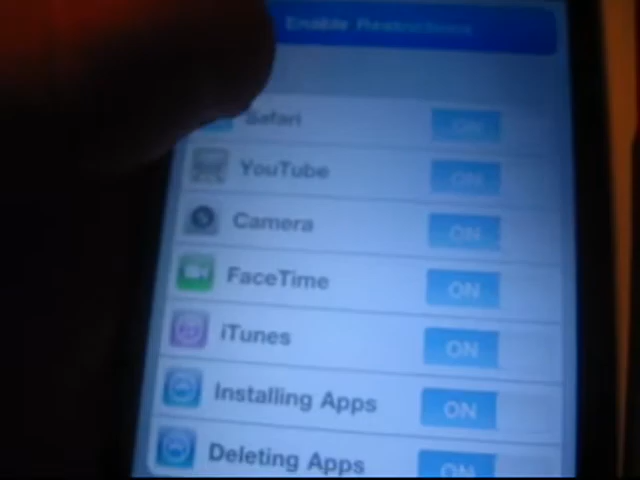 Enable Restrictions
Safari ON
YouTube ON
Camera ON
FaceTime ON
iTunes ON
Installing Apps ON
Deleting Apps ON